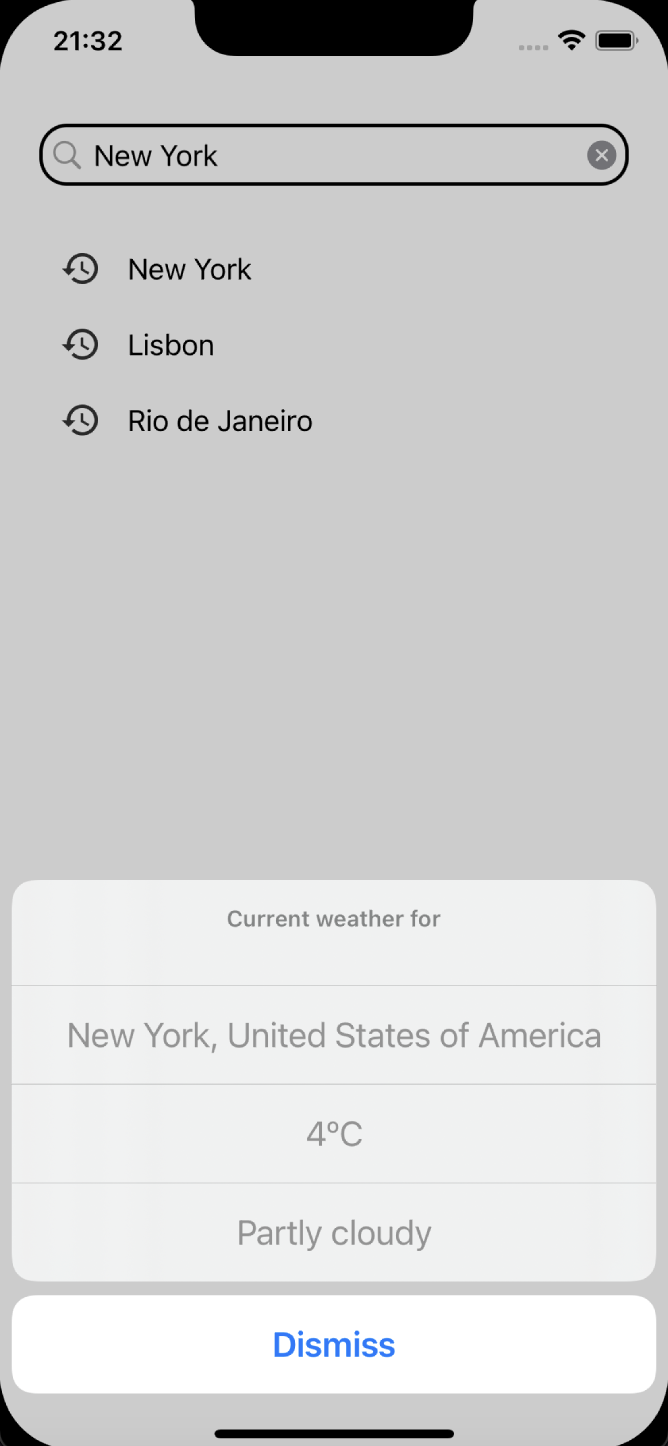 21:32
New York
New York
Lisbon
Rio de Janeiro
Current weather for
New York, United States of America
4ºC
Partly cloudy
Dismiss